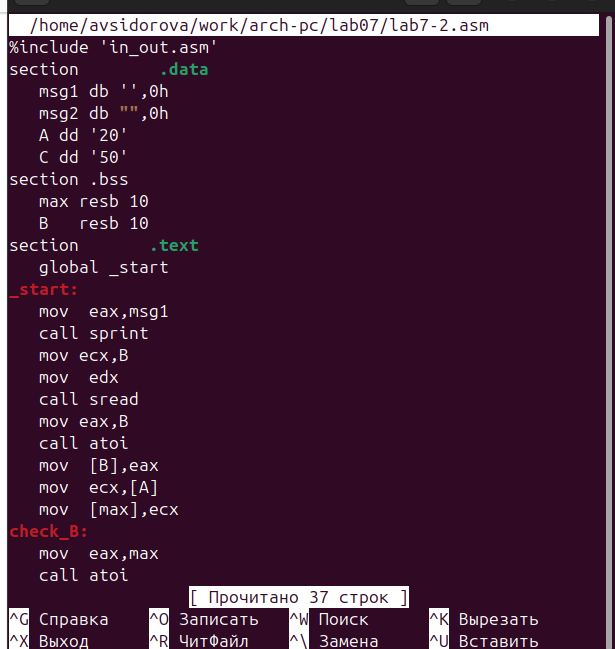 /home/avsidorova/work/arch-pc/lab07/lab7-2.asm
%include 'in_out.asm'
section        .data
   msg1 db '',0h
   msg2 db "",0h
   A dd '20'
   C dd '50'
section .bss
   max resb 10
   B   resb 10
section       .text
   global _start
_start:
   mov  eax,msg1
   call sprint
   mov ecx,B
   mov  edx
   call sread
   mov eax,B
   call atoi
   mov  [B],eax
   mov  ecx,[A]
   mov  [max],ecx
check_B:
   mov  eax,max
   call atoi
[ Прочитано 37 строк ]
^G Справка    ^O Записать   ^W Поиск      ^K Вырезать
^X Выход      ^R ЧитФайл    ^\ Замена     ^U Вставить